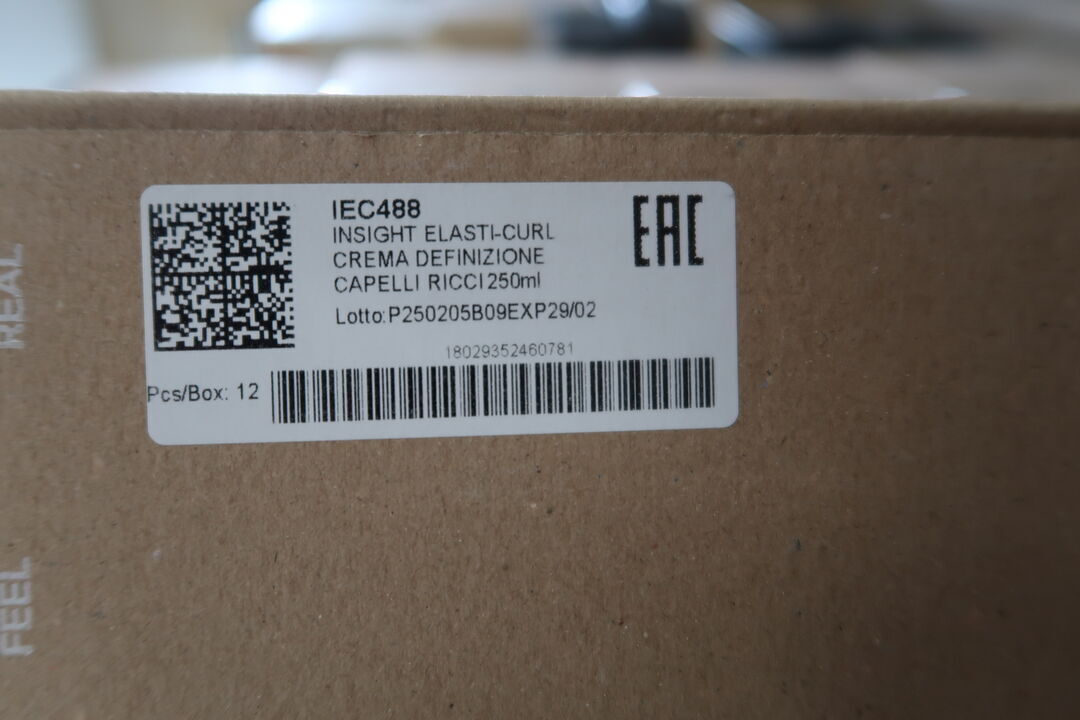 IEC488
INSIGHT ELASTI-CURL
CREMA DEFINIZIONE
CAPELLI RICCI 250ml
Lotto:P250205B09EXP29/02
EAC
18029352460781
Pcs/Box: 12
REAL
FEEL